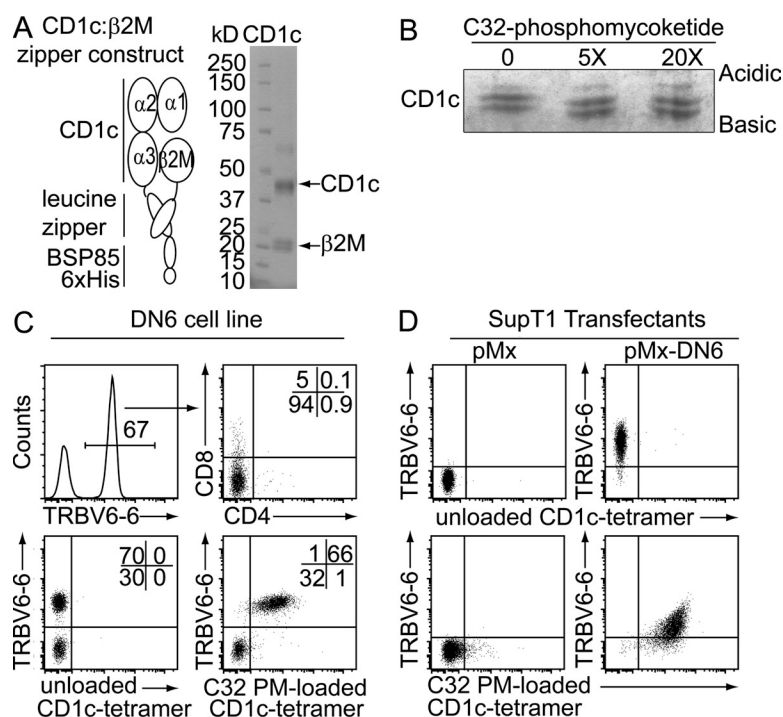 A CD1c:β2M
zipper construct
kD CD1c
250
150
100
75
50
37
25
20
15
10
CD1c
β2M
α2 α1
CD1c
α3 β2M
leucine
zipper
BSP85
6xHis
B C32-phosphomycoketide
0 5X 20X
Acidic
CD1c
Basic
C DN6 cell line
Counts
67
TRBV6-6
CD8
5 0.1
94 0.9
CD4
TRBV6-6
70 0
30 0
unloaded
CD1c-tetramer
TRBV6-6
1 66
32 1
C32 PM-loaded
CD1c-tetramer
D SupT1 Transfectants
pMx pMx-DN6
TRBV6-6
TRBV6-6
unloaded CD1c-tetramer
TRBV6-6
TRBV6-6
C32 PM-loaded
CD1c-tetramer